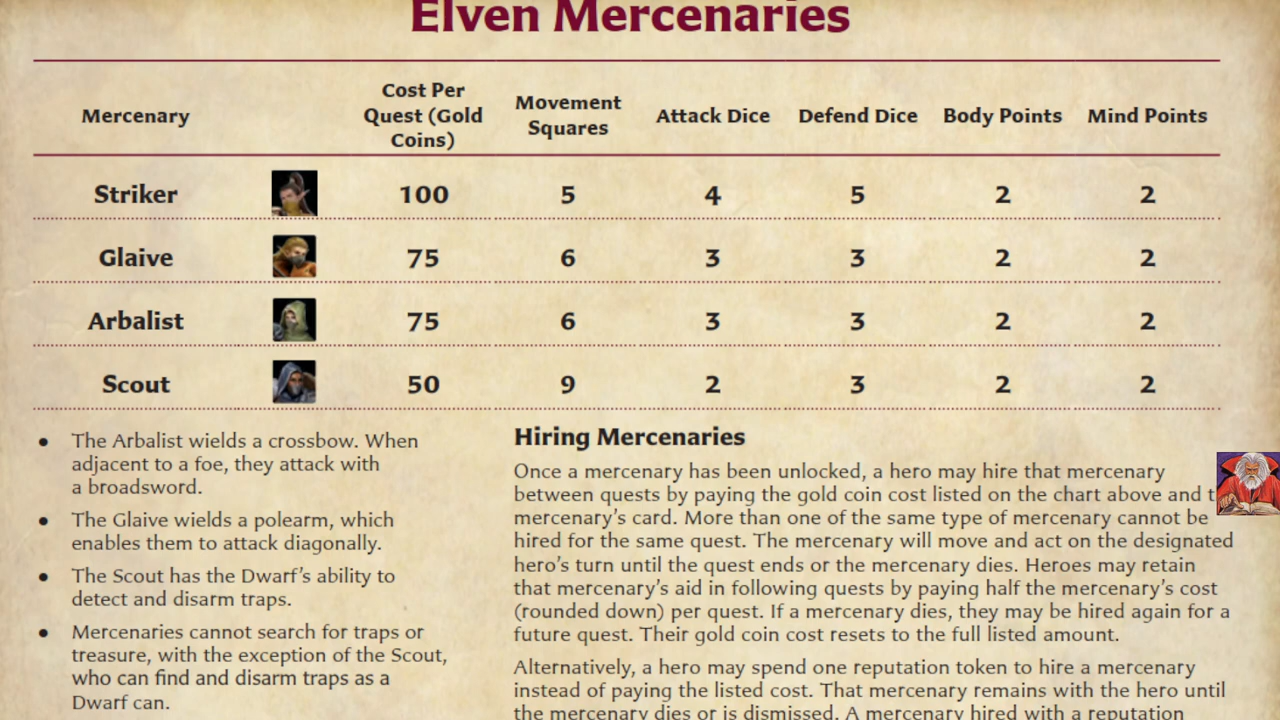 Elven Mercenaries
Mercenary
Cost Per
Quest (Gold
Coins)
Movement
Squares
Attack Dice
Defend Dice
Body Points
Mind Points
Striker 100 5 4 5 2 2
Glaive 75 6 3 3 2 2
Arbalist 75 6 3 3 2 2
Scout 50 9 2 3 2 2
• The Arbalist wields a crossbow. When
adjacent to a foe, they attack with
a broadsword.
• The Glaive wields a polearm, which
enables them to attack diagonally.
• The Scout has the Dwarf's ability to
detect and disarm traps.
• Mercenaries cannot search for traps or
treasure, with the exception of the Scout,
who can find and disarm traps as a
Dwarf can.
Hiring Mercenaries
Once a mercenary has been unlocked, a hero may hire that mercenary
between quests by paying the gold coin cost listed on the chart above and
mercenary's card. More than one of the same type of mercenary cannot be
hired for the same quest. The mercenary will move and act on the designated
hero's turn until the quest ends or the mercenary dies. Heroes may retain
that mercenary's aid in following quests by paying half the mercenary's cost
(rounded down) per quest. If a mercenary dies, they may be hired again for a
future quest. Their gold coin cost resets to the full listed amount.
Alternatively, a hero may spend one reputation token to hire a mercenary
instead of paying the listed cost. That mercenary remains with the hero until
the mercenary dies or is dismissed. A mercenary hired with a reputation